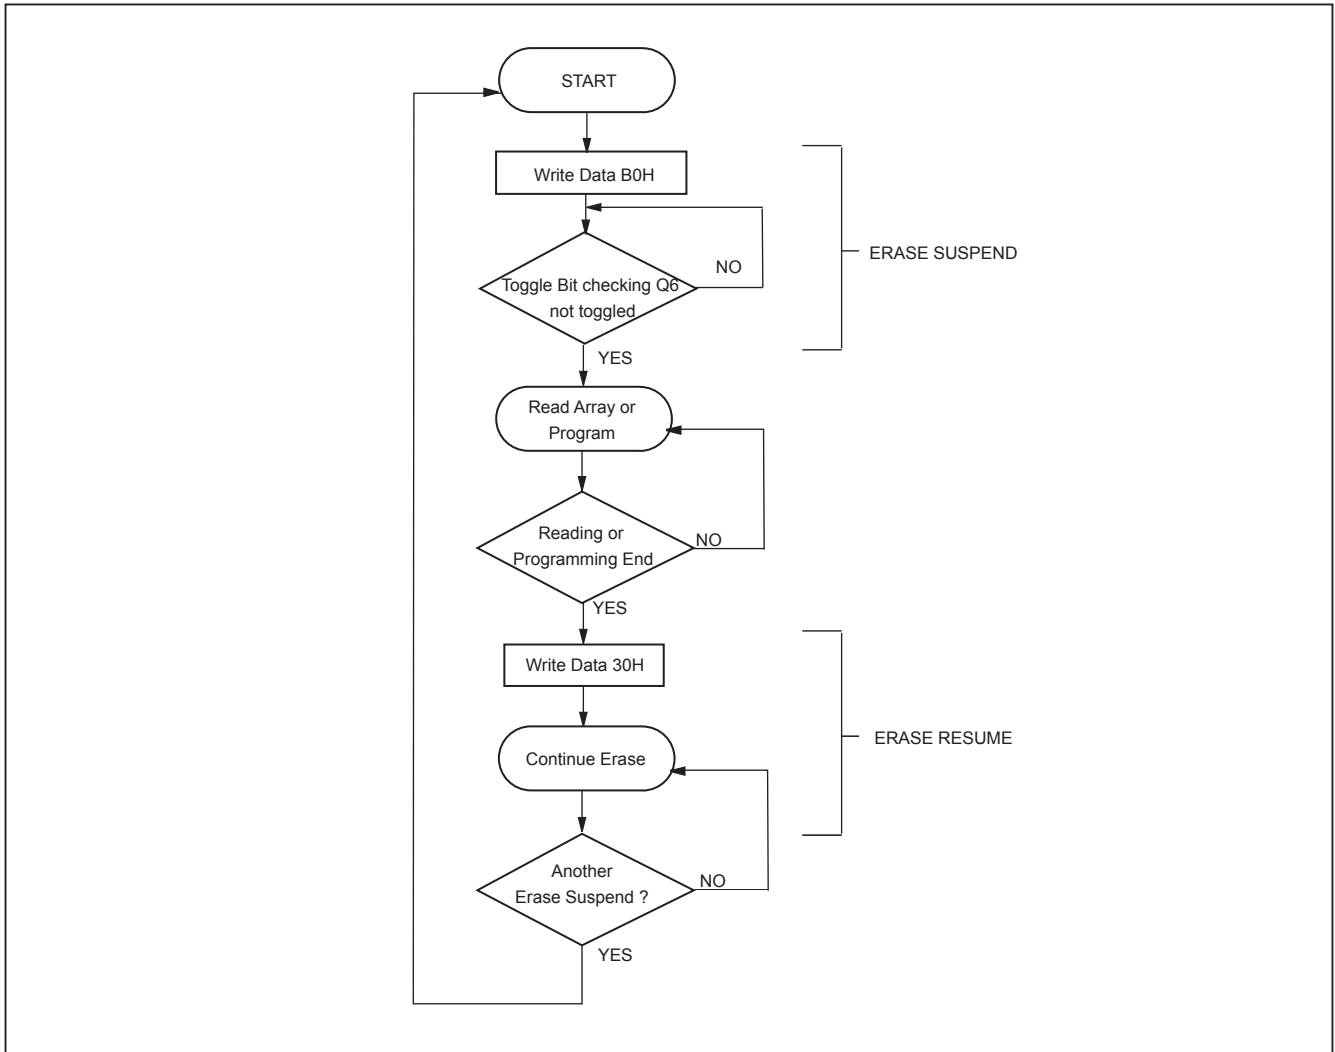 START
Write Data B0H
ERASE SUSPEND
NO
Toggle Bit checking Q6
not toggled
YES
Read Array or
Program
Reading or
Programming End
NO
YES
Write Data 30H
ERASE RESUME
Continue Erase
Another
Erase Suspend ?
NO
YES